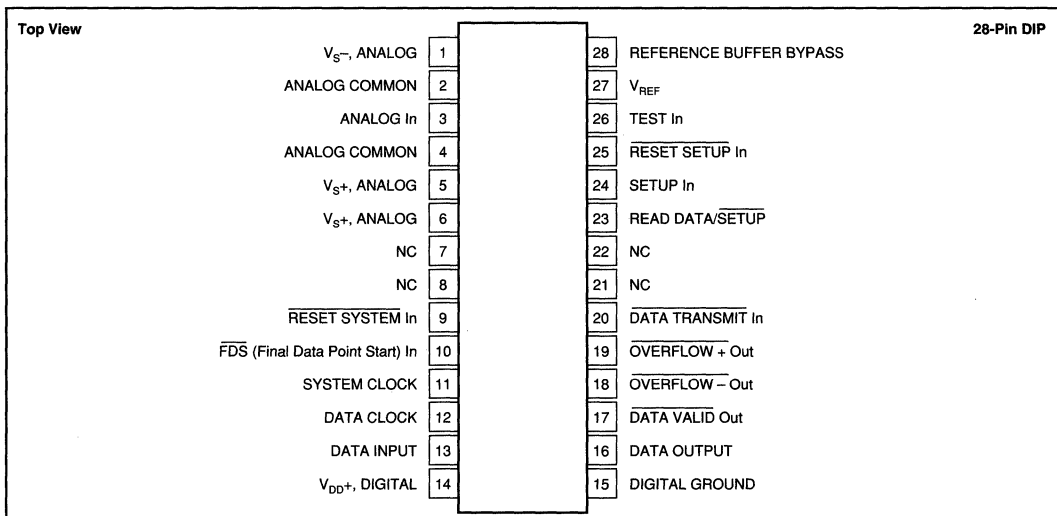 Top View
28-Pin DIP
V_S–, ANALOG 1
ANALOG COMMON 2
ANALOG In 3
ANALOG COMMON 4
V_S+, ANALOG 5
V_S+, ANALOG 6
NC 7
NC 8
RESET SYSTEM In 9
FDS (Final Data Point Start) In 10
SYSTEM CLOCK 11
DATA CLOCK 12
DATA INPUT 13
V_DD+, DIGITAL 14
28 REFERENCE BUFFER BYPASS
27 V_REF
26 TEST In
25 RESET SETUP In
24 SETUP In
23 READ DATA/SETUP
22 NC
21 NC
20 DATA TRANSMIT In
19 OVERFLOW + Out
18 OVERFLOW – Out
17 DATA VALID Out
16 DATA OUTPUT
15 DIGITAL GROUND